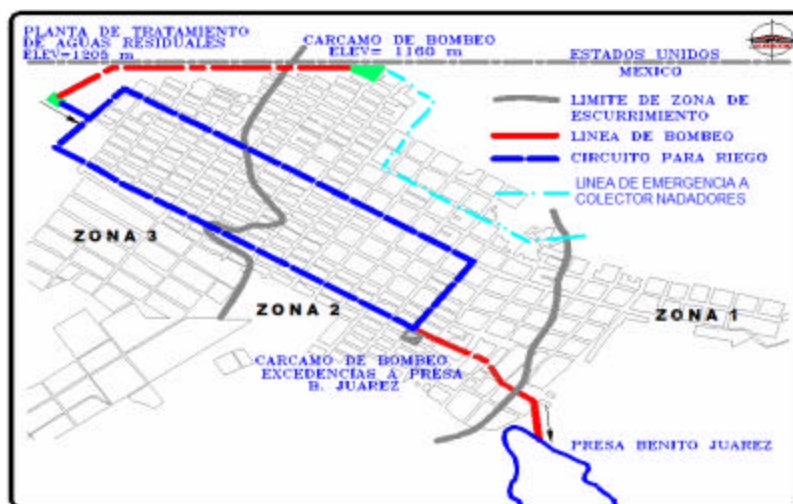 PLANTA DE TRATAMIENTO
DE AGUAS RESIDUALES
ELEV=1205 m
CARCAMO DE BOMBEO
ELEV= 1160 m
ESTADOS UNIDOS
MEXICO
LIMITE DE ZONA DE
ESCURRIMIENTO
LINEA DE BOMBEO
CIRCUITO PARA RIEGO
LINEA DE EMERGENCIA A
COLECTOR NADADORES
ZONA 3
ZONA 2
ZONA 1
CARCAMO DE BOMBEO
EXCEDENCIAS A PRESA
B. JUAREZ
PRESA BENITO JUAREZ